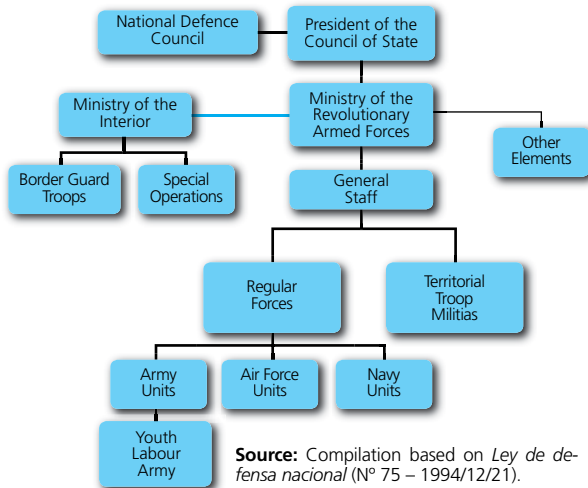 National Defence
Council
President of the
Council of State
Ministry of the
Interior
Ministry of the
Revolutionary
Armed Forces
Other
Elements
Border Guard
Troops
Special
Operations
General
Staff
Regular
Forces
Territorial
Troop
Militias
Army
Units
Air Force
Units
Navy
Units
Youth
Labour
Army
Source: Compilation based on Ley de de-
fensa nacional (Nº 75 – 1994/12/21).